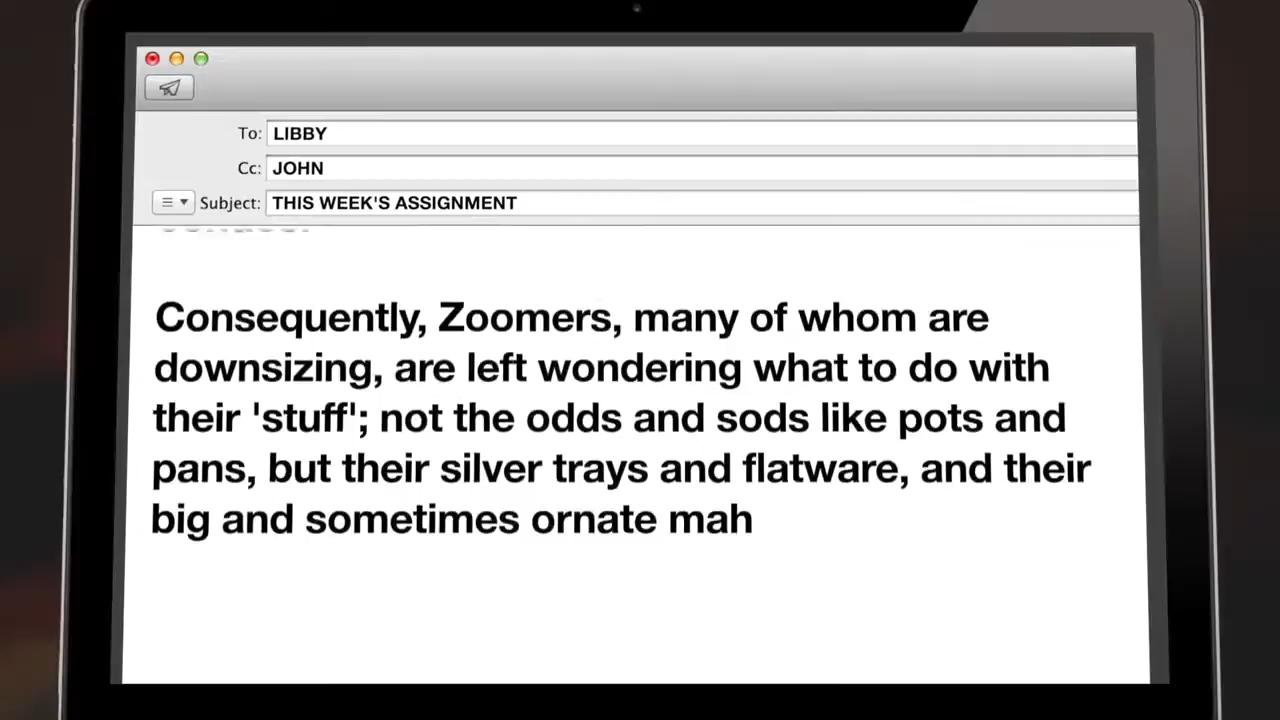 To: LIBBY
Cc: JOHN
Subject: THIS WEEK'S ASSIGNMENT
Consequently, Zoomers, many of whom are
downsizing, are left wondering what to do with
their 'stuff'; not the odds and sods like pots and
pans, but their silver trays and flatware, and their
big and sometimes ornate mah